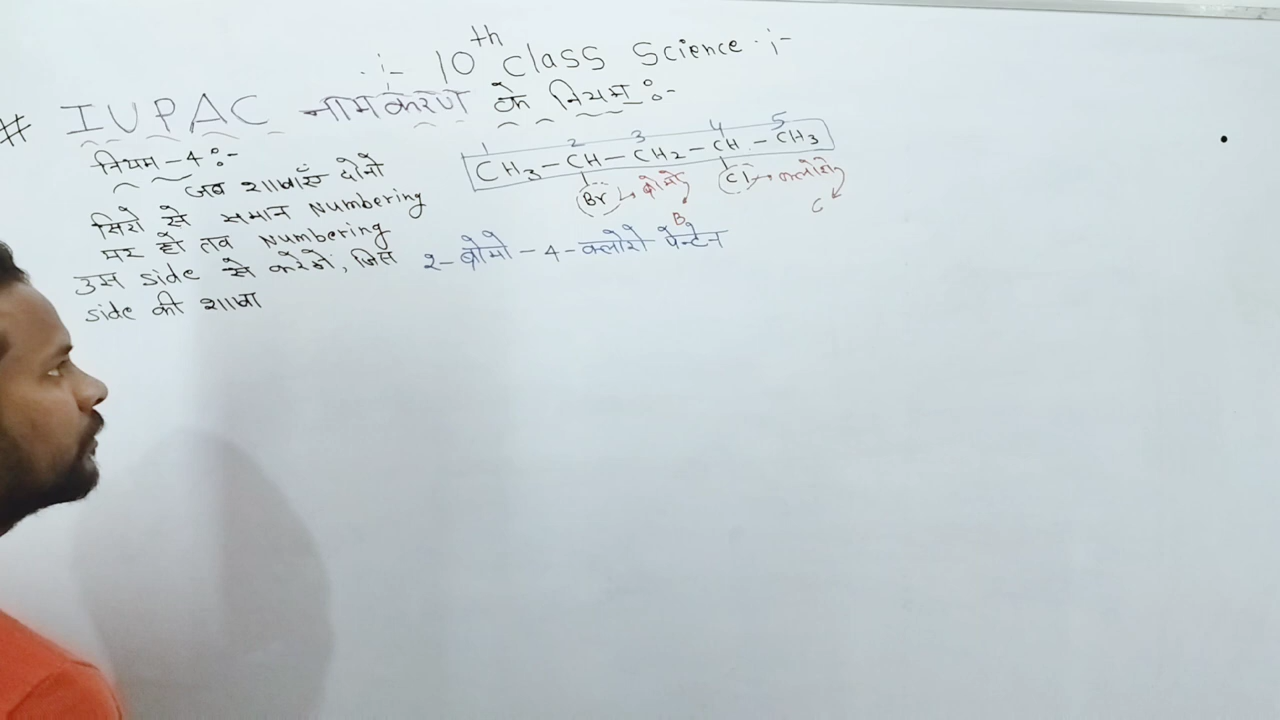 .:- 10th class Science :-
# IUPAC नामकरण के नियम :-
नियम - 4 :-
जब शाखाएँ दोनों
सिरो से समान Numbering
पर हो तब Numbering
उस side से करेंगे, जिस
side की शाखा
1 2 3 4 5
CH3 - CH - CH2 - CH - CH3
Br → ब्रोमो Cl → क्लोरो
B C
2 - ब्रोमो - 4 - क्लोरो पेन्टेन